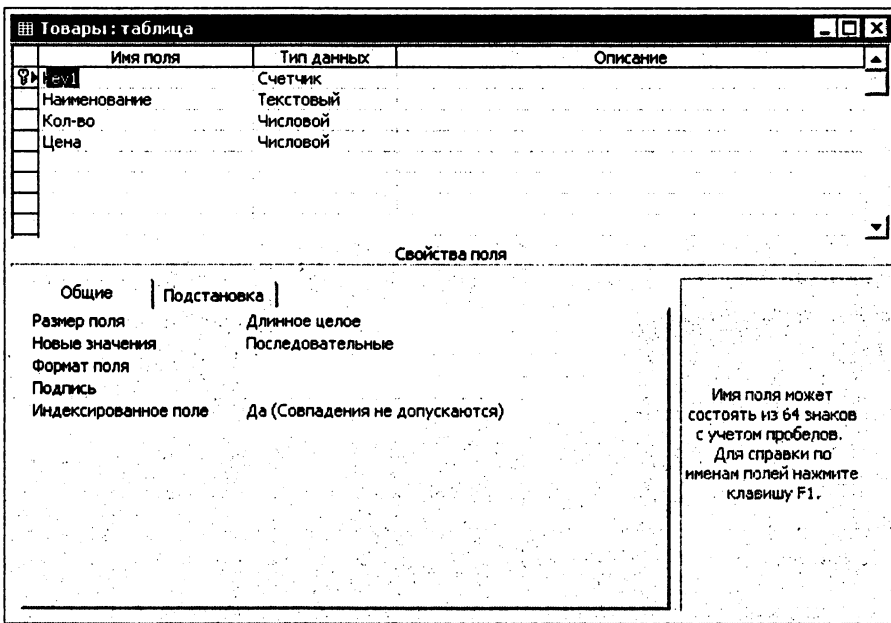 Товары : таблица
Имя поля Тип данных Описание
key1 Счетчик
Наименование Текстовый
Кол-во Числовой
Цена Числовой
Свойства поля
Общие Подстановка
Размер поля Длинное целое
Новые значения Последовательные
Формат поля
Подпись
Индексированное поле Да (Совпадения не допускаются)
Имя поля может
состоять из 64 знаков
с учетом пробелов.
Для справки по
именам полей нажмите
клавишу F1.